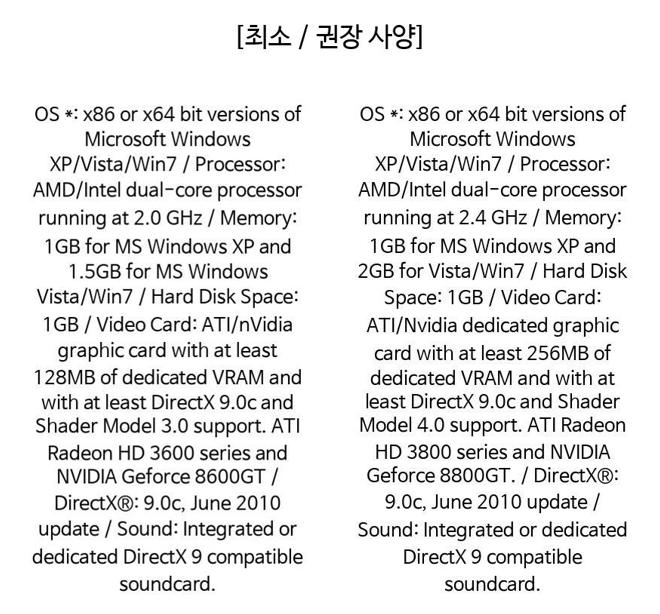 [최소 / 권장 사양]
OS *: x86 or x64 bit versions of
Microsoft Windows
XP/Vista/Win7 / Processor:
AMD/Intel dual-core processor
running at 2.0 GHz / Memory:
1GB for MS Windows XP and
1.5GB for MS Windows
Vista/Win7 / Hard Disk Space:
1GB / Video Card: ATI/nVidia
graphic card with at least
128MB of dedicated VRAM and
with at least DirectX 9.0c and
Shader Model 3.0 support. ATI
Radeon HD 3600 series and
NVIDIA Geforce 8600GT /
DirectX®: 9.0c, June 2010
update / Sound: Integrated or
dedicated DirectX 9 compatible
soundcard.
OS *: x86 or x64 bit versions of
Microsoft Windows
XP/Vista/Win7 / Processor:
AMD/Intel dual-core processor
running at 2.4 GHz / Memory:
1GB for MS Windows XP and
2GB for Vista/Win7 / Hard Disk
Space: 1GB / Video Card:
ATI/Nvidia dedicated graphic
card with at least 256MB of
dedicated VRAM and with at
least DirectX 9.0c and Shader
Model 4.0 support. ATI Radeon
HD 3800 series and NVIDIA
Geforce 8800GT. / DirectX®:
9.0c, June 2010 update /
Sound: Integrated or dedicated
DirectX 9 compatible
soundcard.